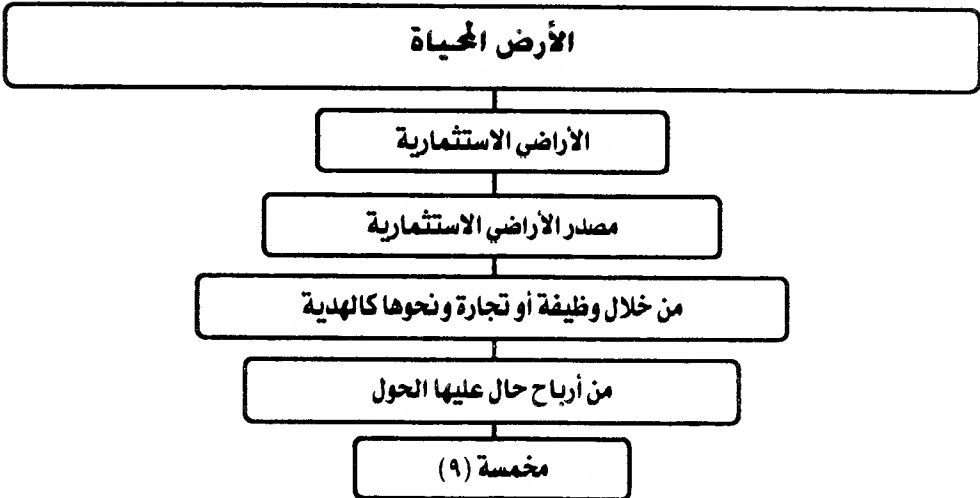 الأرض المحياة
الأراضي الاستثمارية
مصدر الأراضي الاستثمارية
من خلال وظيفة أو تجارة ونحوها كالهدية
من أرباح حال عليها الحول
مخمسة (٩)